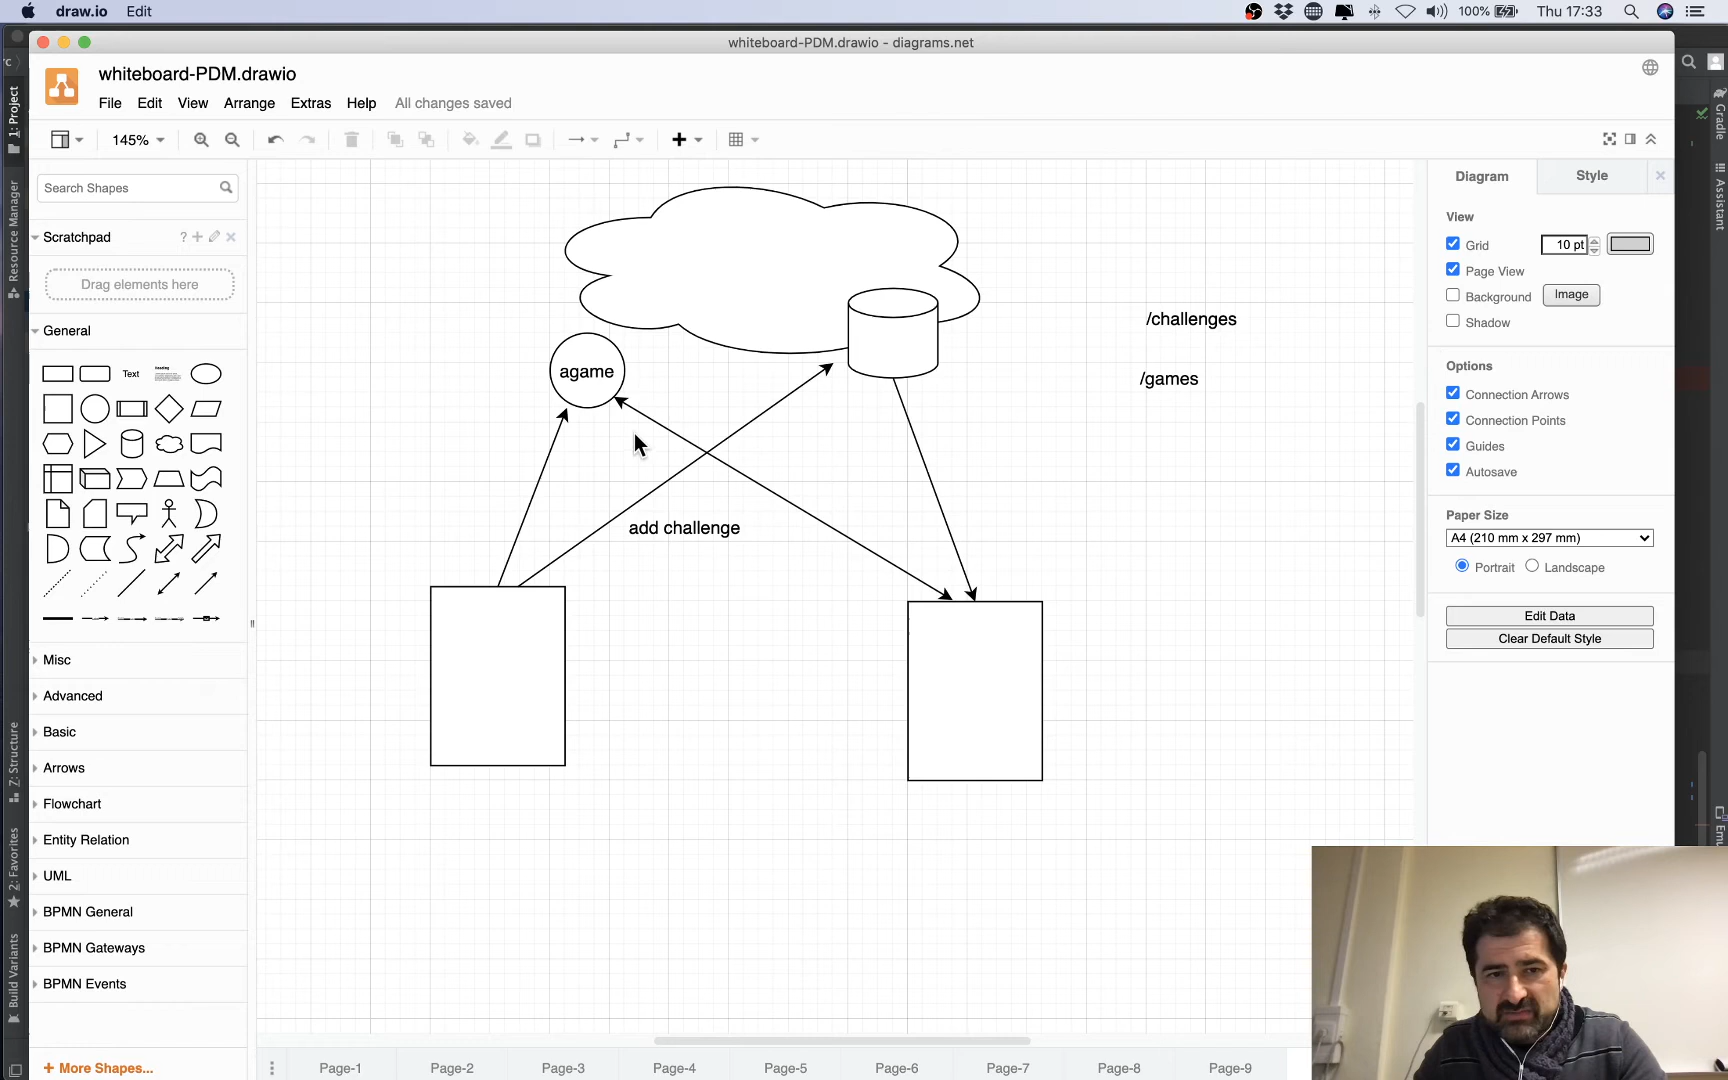 draw.io Edit
100% Thu 17:33
whiteboard-PDM.drawio - diagrams.net
whiteboard-PDM.drawio
File Edit View Arrange Extras Help All changes saved
145%
Search Shapes
Scratchpad ?
Drag elements here
General
Text
Heading
Misc
Advanced
Basic
Arrows
Flowchart
Entity Relation
UML
BPMN General
BPMN Gateways
BPMN Events
+ More Shapes...
agame
add challenge
/challenges
/games
Diagram Style
View
Grid 10 pt
Page View
Background Image
Shadow
Options
Connection Arrows
Connection Points
Guides
Autosave
Paper Size
A4 (210 mm x 297 mm)
Portrait Landscape
Edit Data
Clear Default Style
Page-1 Page-2 Page-3 Page-4 Page-5 Page-6 Page-7 Page-8 Page-9
1: Project
Resource Manager
Z: Structure
2: Favorites
Build Variants
Gradle
Assistant